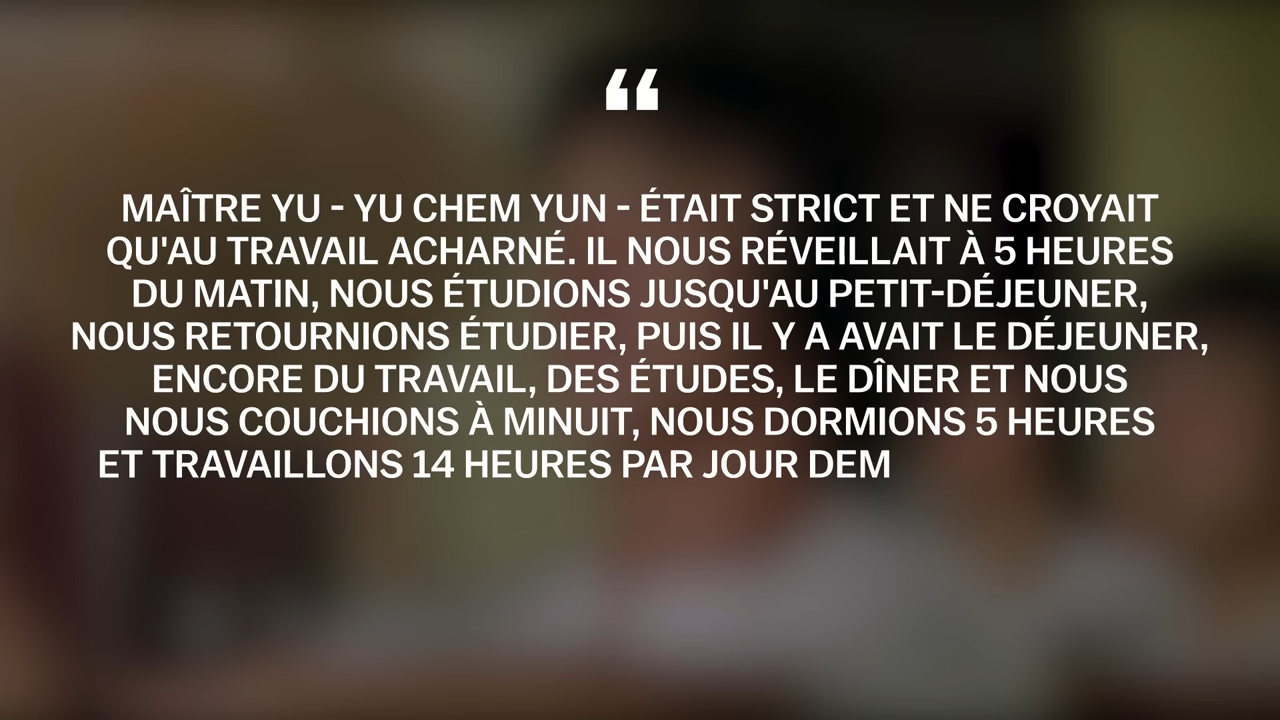 “
MAÎTRE YU - YU CHEM YUN - ÉTAIT STRICT ET NE CROYAIT
QU'AU TRAVAIL ACHARNÉ. IL NOUS RÉVEILLAIT À 5 HEURES
DU MATIN, NOUS ÉTUDIONS JUSQU'AU PETIT-DÉJEUNER,
NOUS RETOURNIONS ÉTUDIER, PUIS IL Y A AVAIT LE DÉJEUNER,
ENCORE DU TRAVAIL, DES ÉTUDES, LE DÎNER ET NOUS
NOUS COUCHIONS À MINUIT, NOUS DORMIONS 5 HEURES
ET TRAVAILLONS 14 HEURES PAR JOUR DEM